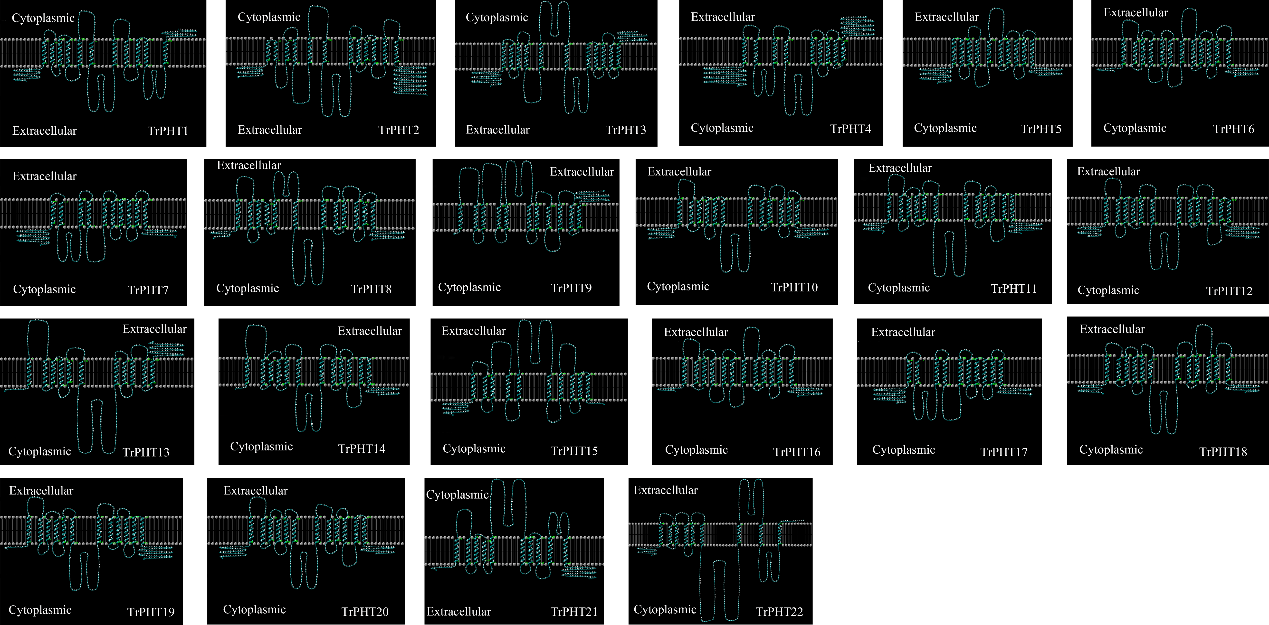 Cytoplasmic
Extracellular TrPHT1
Cytoplasmic
Extracellular TrPHT2
Cytoplasmic
Extracellular TrPHT3
Extracellular
Cytoplasmic TrPHT4
Extracellular
Cytoplasmic TrPHT5
Extracellular
Cytoplasmic TrPHT6
Extracellular
Cytoplasmic TrPHT7
Extracellular
Cytoplasmic TrPHT8
Extracellular
Cytoplasmic TrPHT9
Extracellular
Cytoplasmic TrPHT10
Extracellular
Cytoplasmic TrPHT11
Extracellular
Cytoplasmic TrPHT12
Extracellular
Cytoplasmic TrPHT13
Extracellular
Cytoplasmic TrPHT14
Extracellular
Cytoplasmic TrPHT15
Extracellular
Cytoplasmic TrPHT16
Extracellular
Cytoplasmic TrPHT17
Extracellular
Cytoplasmic TrPHT18
Extracellular
Cytoplasmic TrPHT19
Extracellular
Cytoplasmic TrPHT20
Cytoplasmic
Extracellular TrPHT21
Extracellular
Cytoplasmic TrPHT22